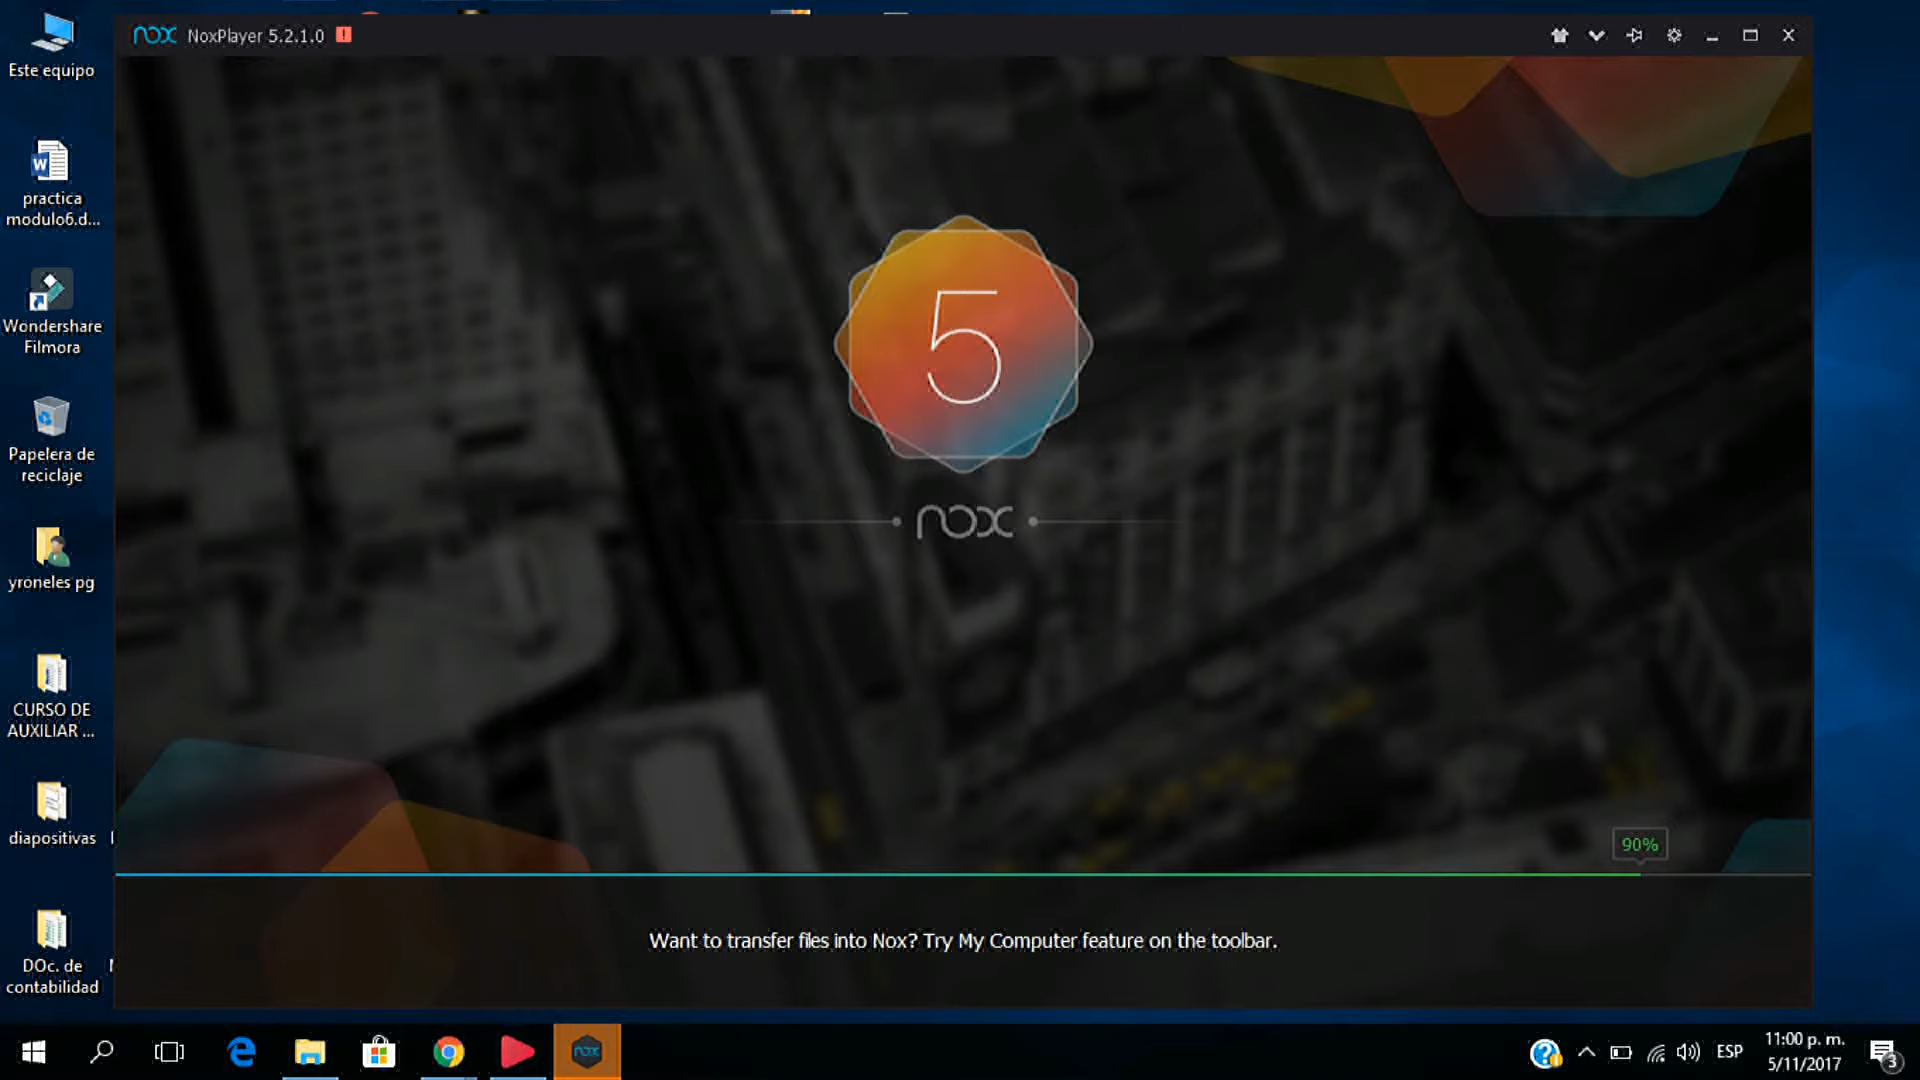 nox NoxPlayer 5.2.1.0 !
Este equipo
practica
modulo6.d...
Wondershare
Filmora
Papelera de
reciclaje
yroneles pg
CURSO DE
AUXILIAR ...
diapositivas
DOc. de
contabilidad
5
nox
90%
Want to transfer files into Nox? Try My Computer feature on the toolbar.
nox
ESP
11:00 p. m.
5/11/2017
3